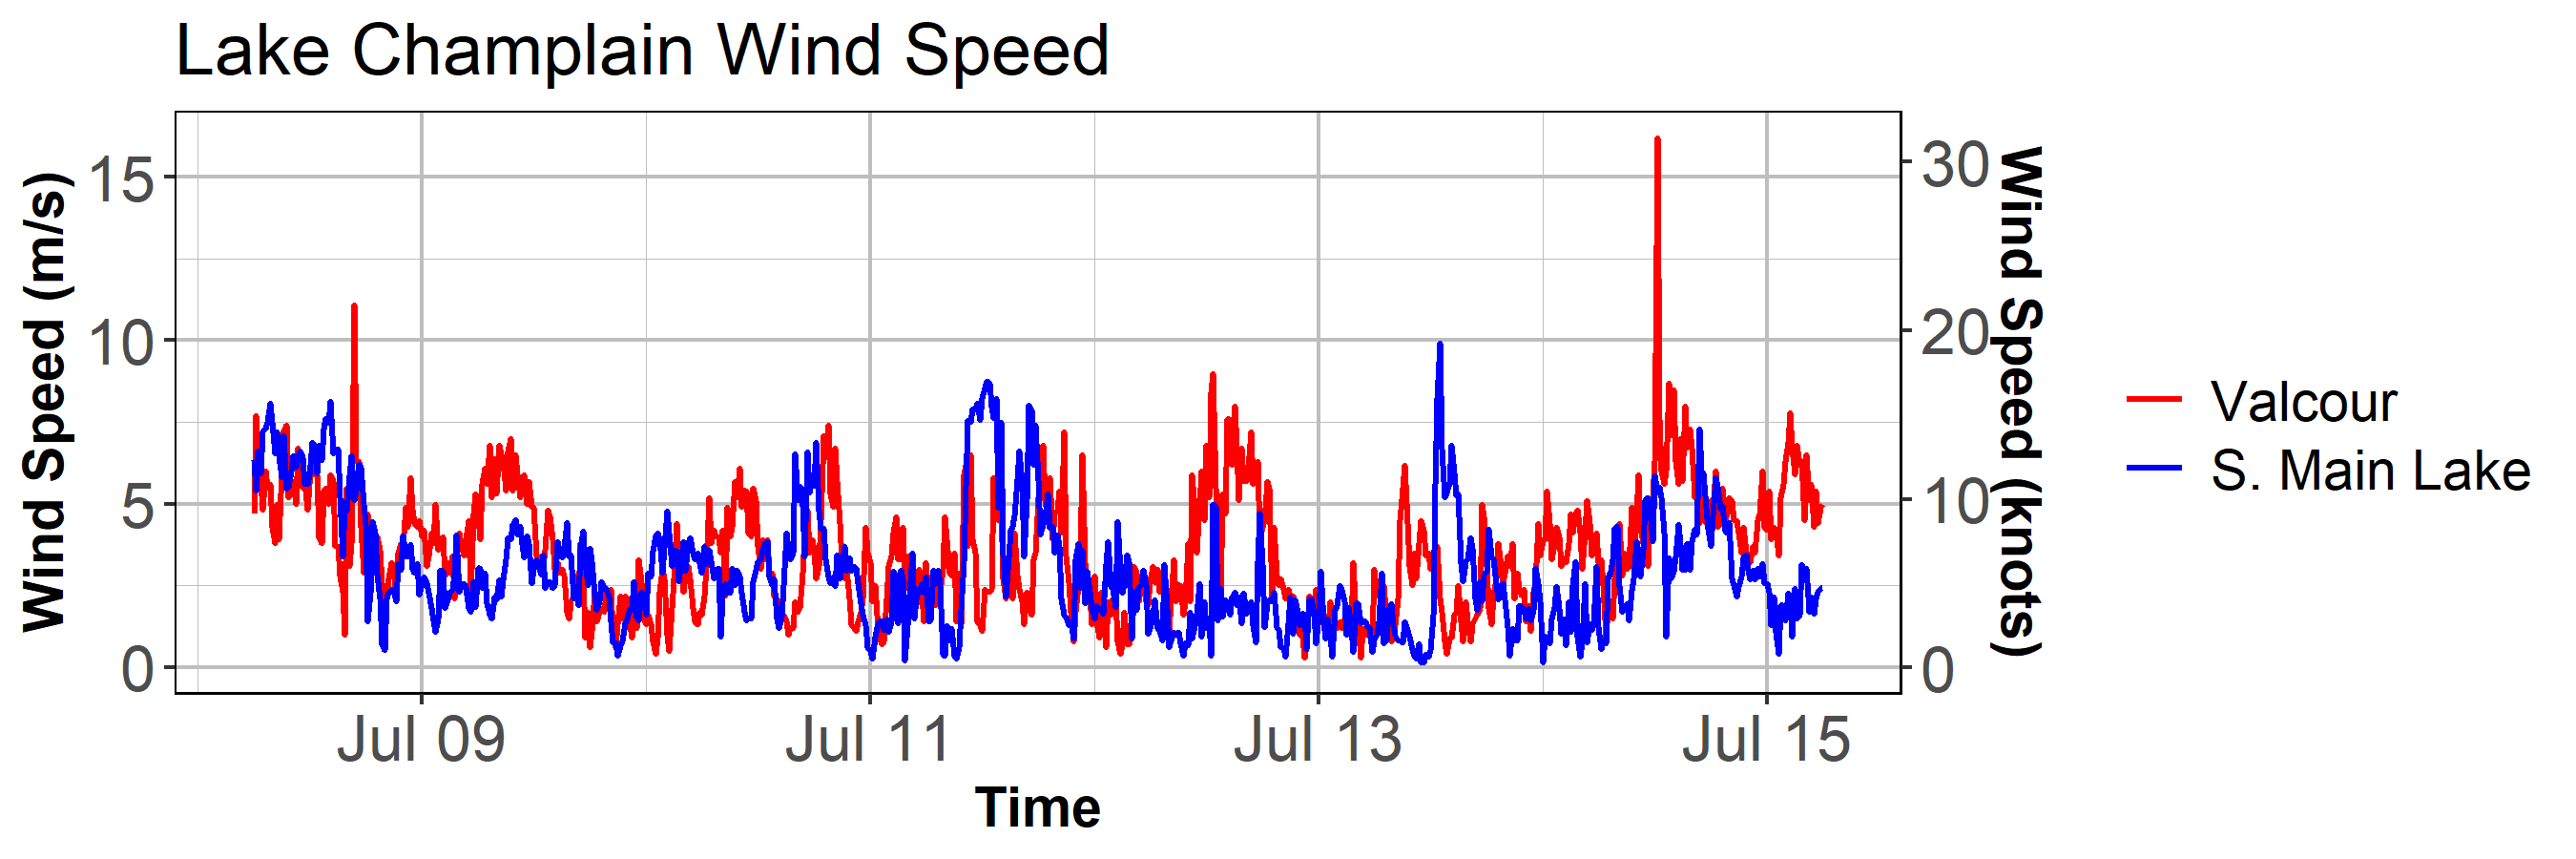 Lake Champlain Wind Speed
Wind Speed (m/s)
15
10
5
0
30
20
10
0
Wind Speed (knots)
Jul 09
Jul 11
Jul 13
Jul 15
Time
Valcour
S. Main Lake